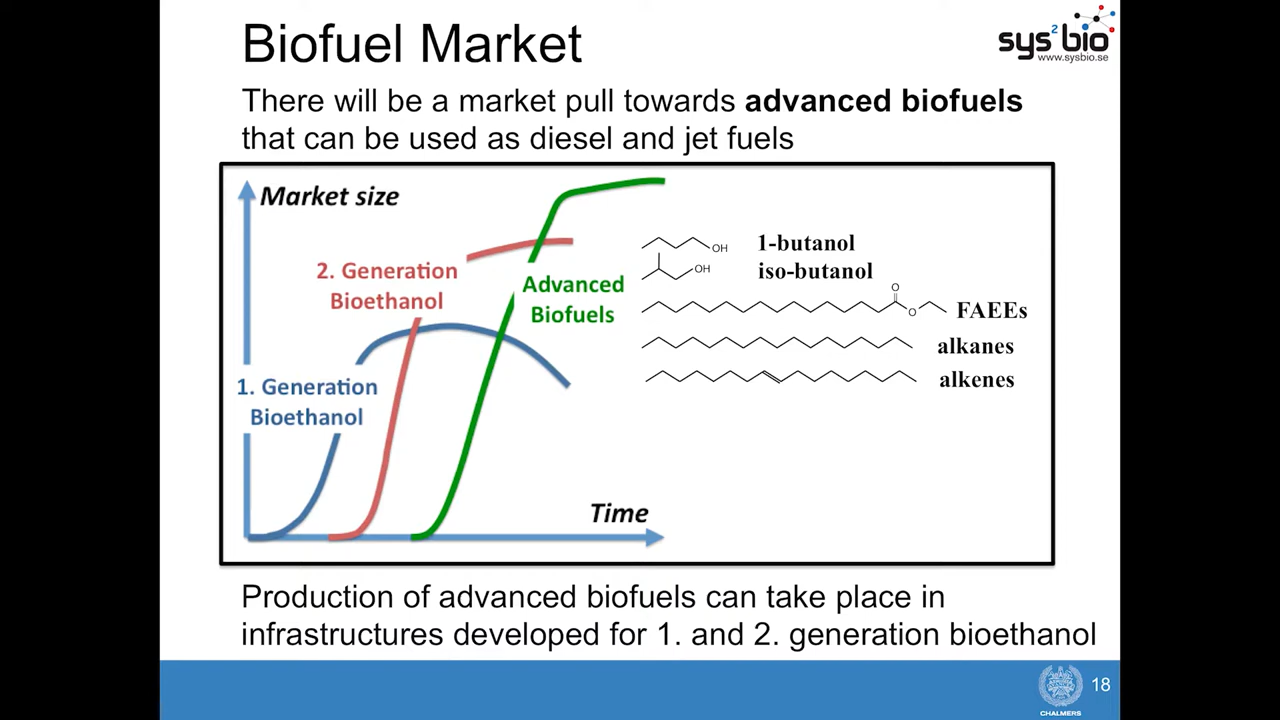 Biofuel Market
sys2bio
www.sysbio.se
There will be a market pull towards advanced biofuels
that can be used as diesel and jet fuels
Market size
2. Generation
Bioethanol
1. Generation
Bioethanol
Advanced
Biofuels
Time
OH
1-butanol
OH
iso-butanol
O
O
FAEEs
alkanes
alkenes
Production of advanced biofuels can take place in
infrastructures developed for 1. and 2. generation bioethanol
CHALMERS
18